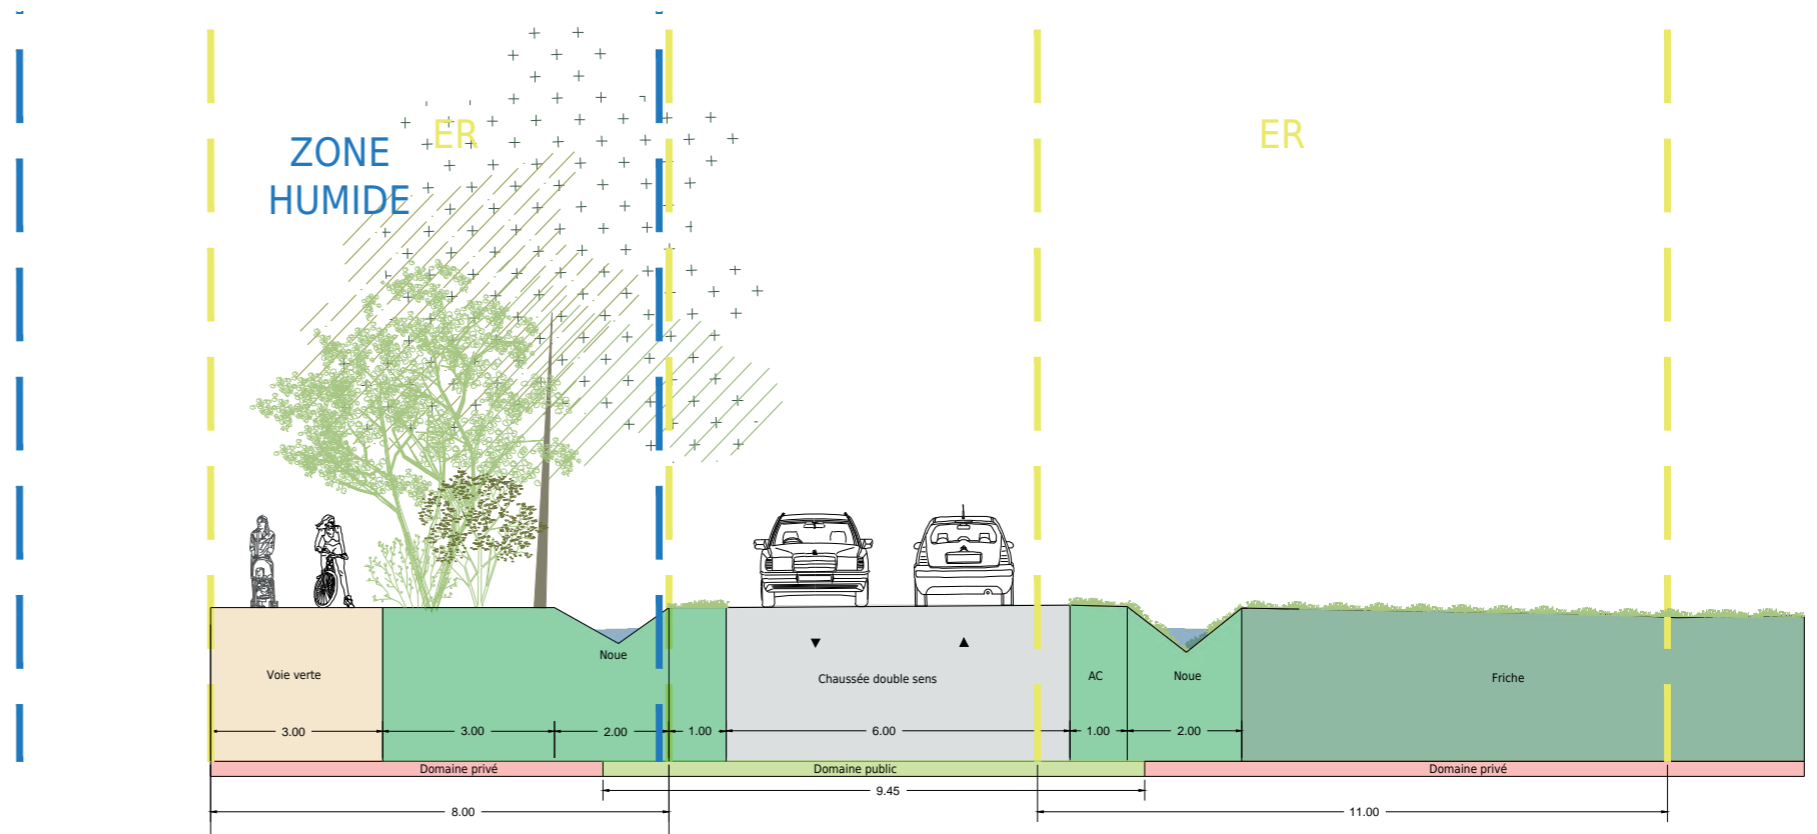 ER
ER
ZONE
HUMIDE
Noue
Voie verte
Chaussée double sens
AC
Noue
Friche
3.00
3.00
2.00
1.00
6.00
1.00
2.00
Domaine privé
Domaine public
Domaine privé
9.45
8.00
11.00